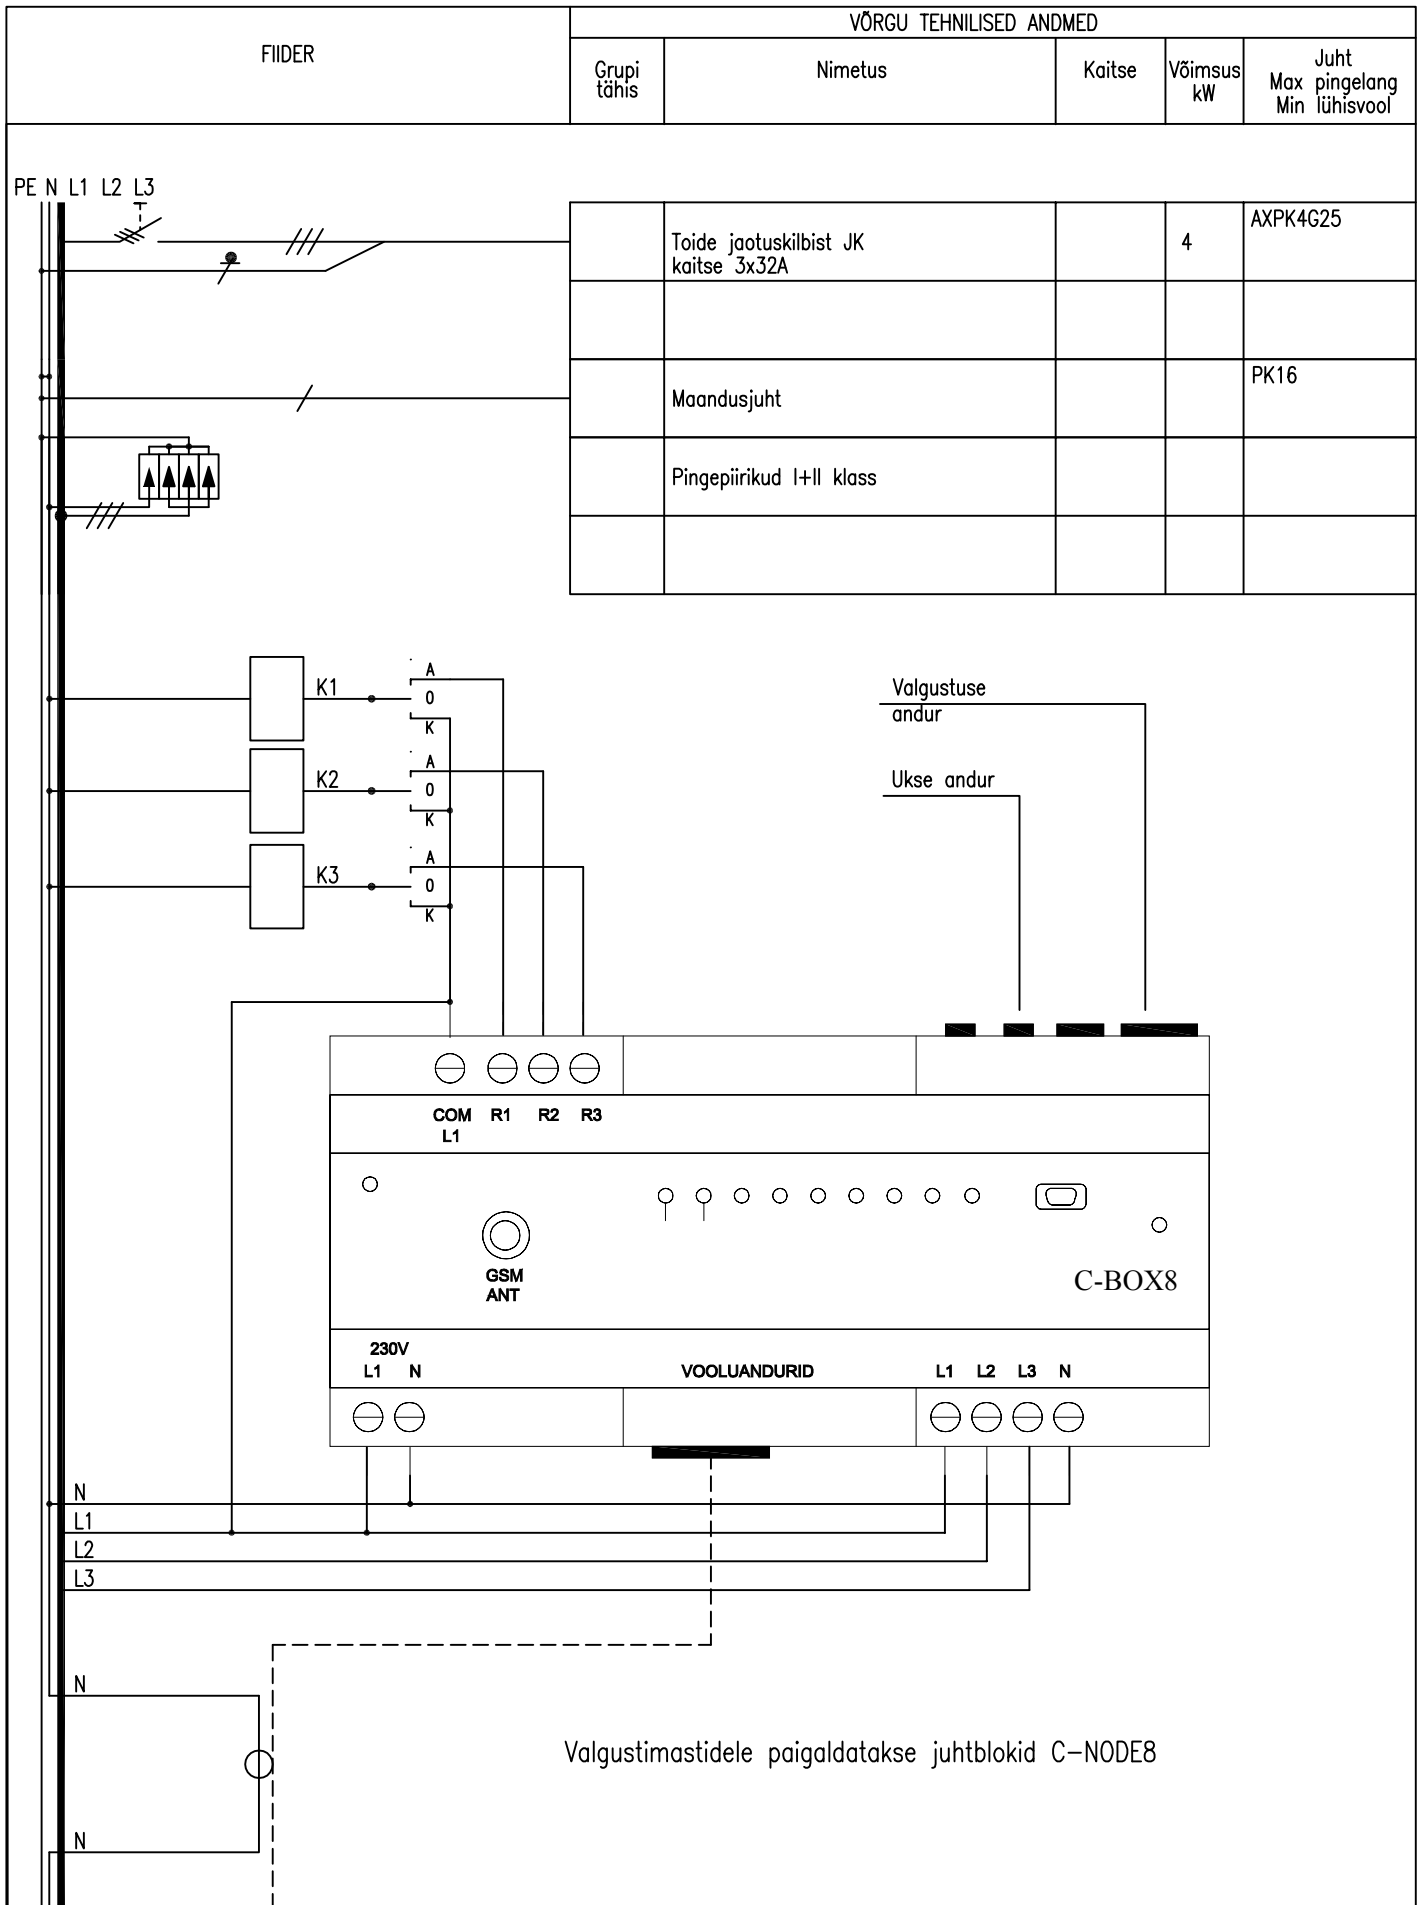 FIIDER
VÕRGU TEHNILISED ANDMED
Grupi
tähis
Nimetus
Kaitse
Võimsus
kW
Juht
Max pingelang
Min lühisvool
PE N L1 L2 L3
Toide jaotuskilbist JK
kaitse 3x32A
4
AXPK4G25
Maandusjuht
PK16
Pingepiirikud I+II klass
K1
A
0
K
K2
A
0
K
K3
A
0
K
Valgustuse
andur
Ukse andur
COM
L1
R1
R2
R3
GSM
ANT
C-BOX8
230V
L1
N
VOOLUANDURID
L1
L2
L3
N
N
L1
L2
L3
N
Valgustimastidele paigaldatakse juhtblokid C-NODE8
N